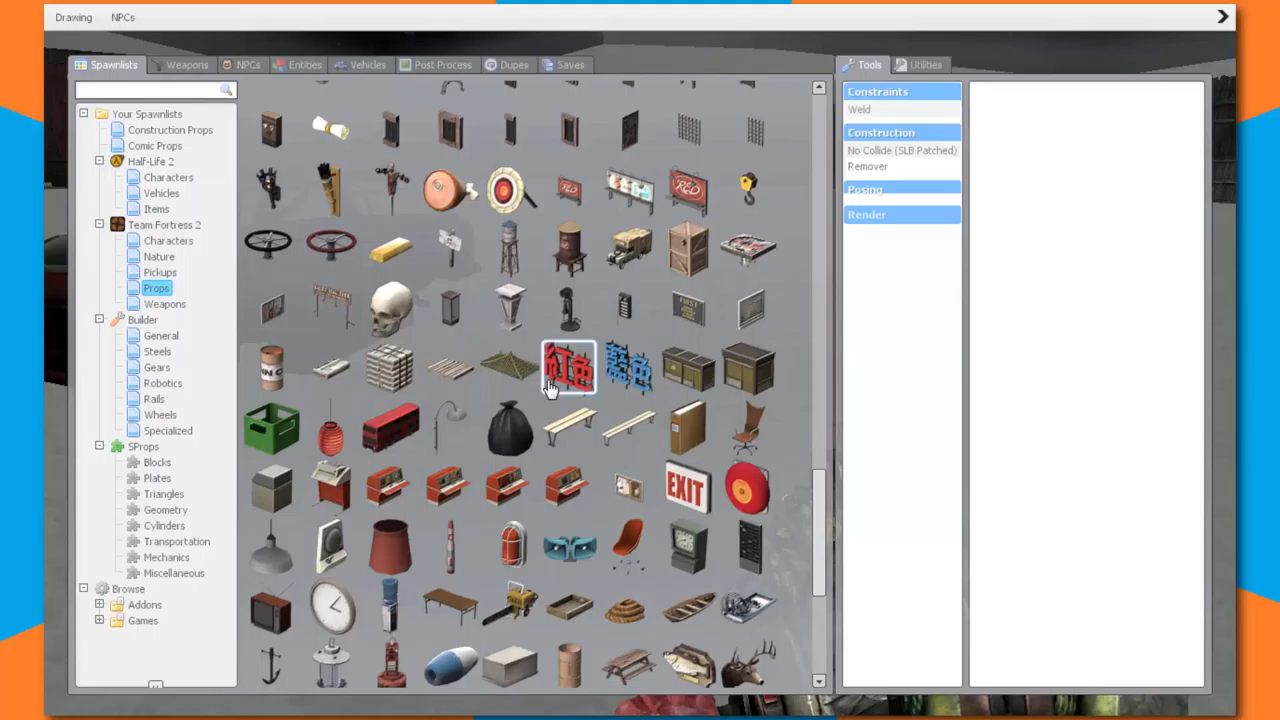 Drawing NPCs
Spawnlists Weapons NPCs Entities Vehicles Post Process Dupes Saves
Tools Utilities
Your Spawnlists
Construction Props
Comic Props
Half-Life 2
Characters
Vehicles
Items
Team Fortress 2
Characters
Nature
Pickups
Props
Weapons
Builder
General
Steels
Gears
Robotics
Rails
Wheels
Specialized
SProps
Blocks
Plates
Triangles
Geometry
Cylinders
Transportation
Mechanics
Miscellaneous
Browse
Addons
Games
RED
RED
紅色
藍色
EXIT
Constraints
Weld
Construction
No Collide (SLB Patched)
Remover
Posing
Render